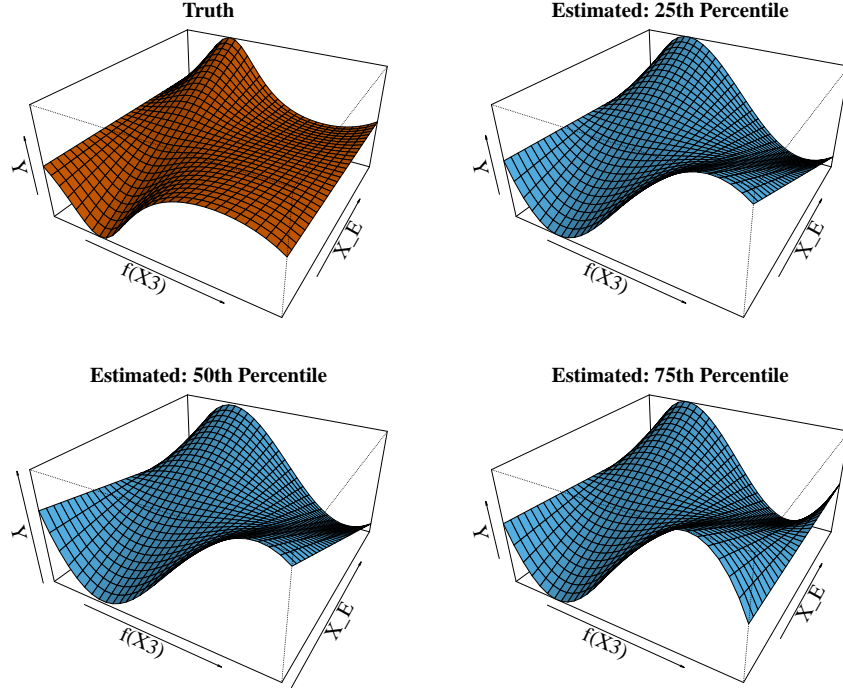 Truth
Y
f(X3)
X_E
Estimated: 25th Percentile
Y
f(X3)
X_E
Estimated: 50th Percentile
Y
f(X3)
X_E
Estimated: 75th Percentile
Y
f(X3)
X_E